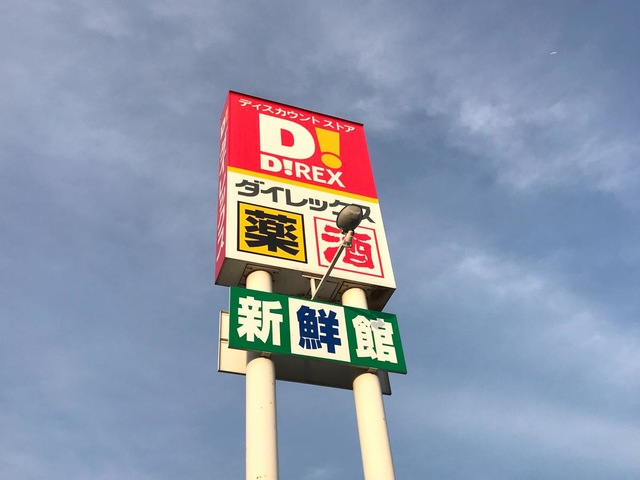 ディスカウント ストア
D!
D!REX
ダイレックス
薬 酒
新鮮館